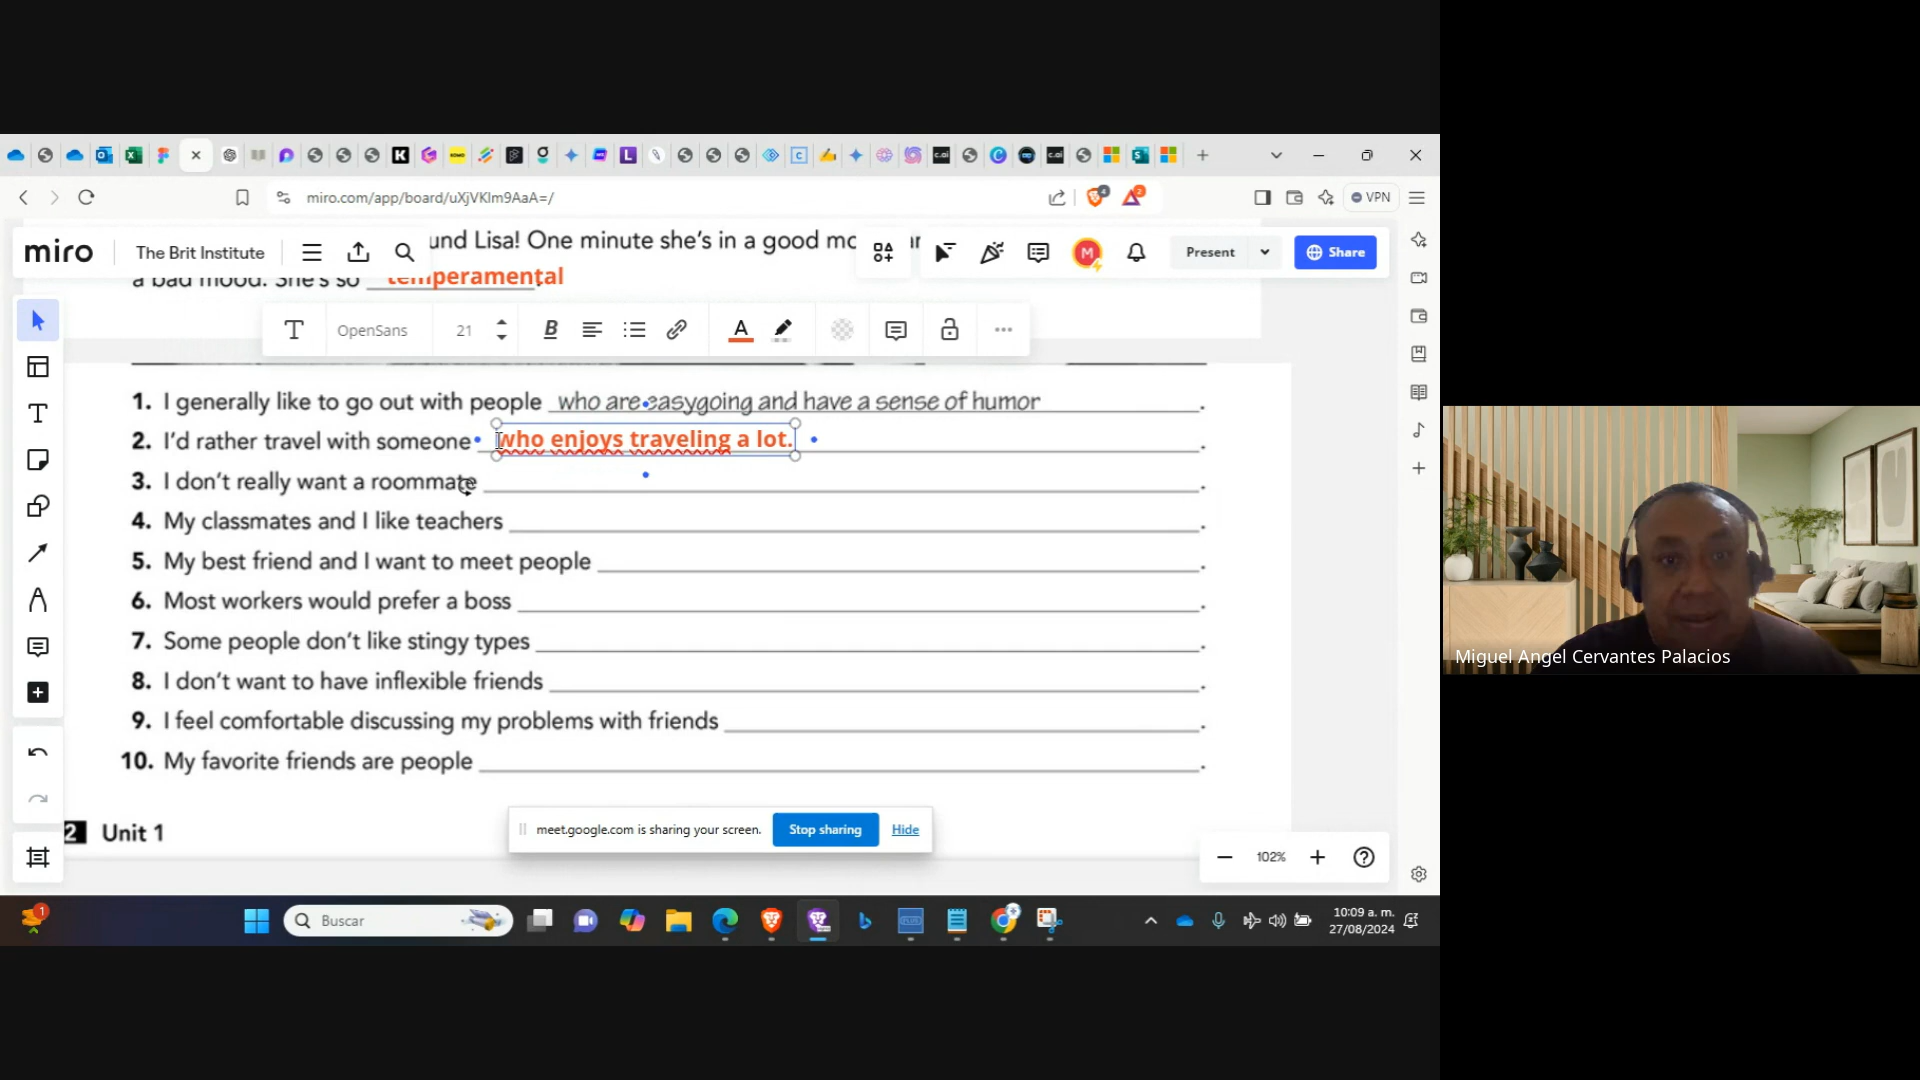 miro.com/app/board/uXjVKlm9AaA=/
VPN
miro
The Brit Institute
und Lisa! One minute she's in a good mo
a bad mood. She's so temperamental.
Present
Share
OpenSans
21
1. I generally like to go out with people who are easygoing and have a sense of humor.
2. I'd rather travel with someone who enjoys traveling a lot. .
3. I don't really want a roommate .
4. My classmates and I like teachers .
5. My best friend and I want to meet people .
6. Most workers would prefer a boss .
7. Some people don't like stingy types .
8. I don't want to have inflexible friends .
9. I feel comfortable discussing my problems with friends .
10. My favorite friends are people .
2 Unit 1
meet.google.com is sharing your screen.
Stop sharing
Hide
102%
Buscar
10:09 a. m.
27/08/2024
Miguel Angel Cervantes Palacios